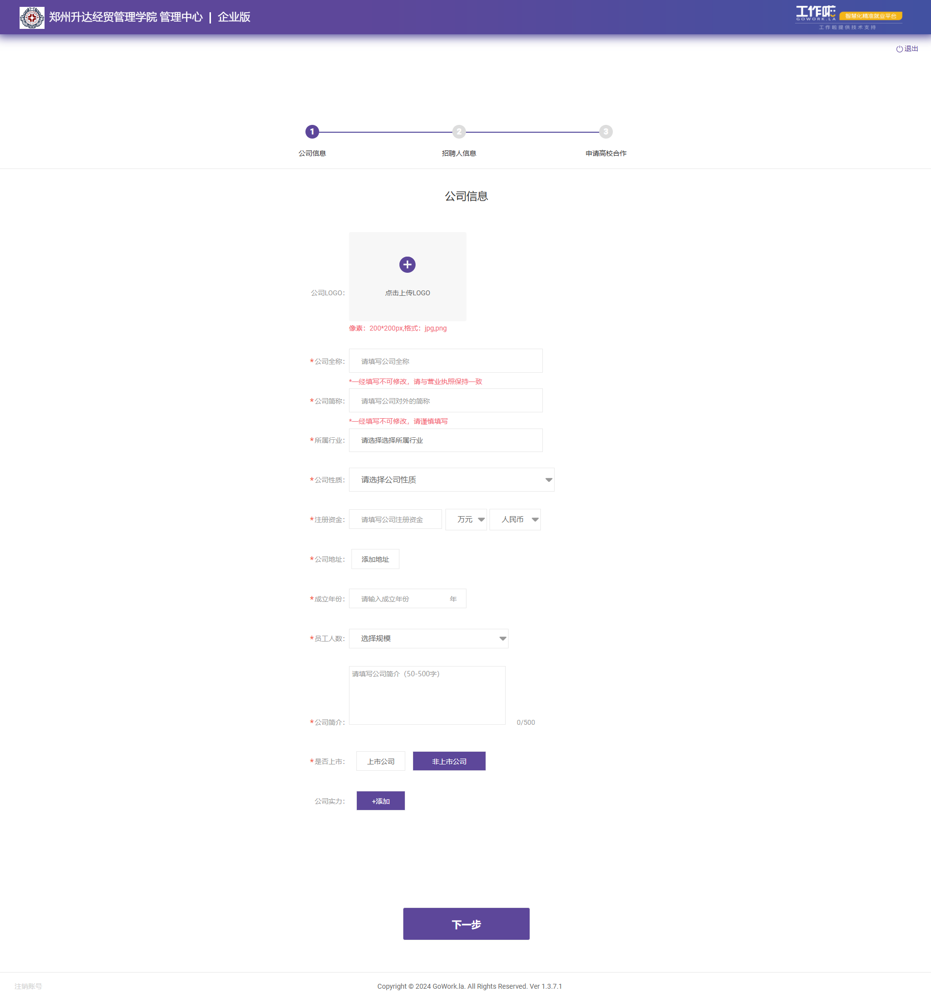 郑州升达经贸管理学院 管理中心 | 企业版
工作啦 智慧化精准就业平台
GOWORK.LA
工作啦提供技术支持
退出
1 2 3
公司信息 招聘人信息 申请高校合作
公司信息
公司LOGO：
点击上传LOGO
像素：200*200px,格式：jpg,png
*公司全称： 请填写公司全称
*一经填写不可修改，请与营业执照保持一致
*公司简称： 请填写公司对外的简称
*一经填写不可修改，请谨慎填写
*所属行业： 请选择选择所属行业
*公司性质： 请选择公司性质
*注册资金： 请填写公司注册资金 万元 人民币
*公司地址： 添加地址
*成立年份： 请输入成立年份 年
*员工人数： 选择规模
请填写公司简介（50-500字）
*公司简介： 0/500
*是否上市： 上市公司 非上市公司
公司实力： +添加
下一步
注销账号 Copyright © 2024 GoWork.la. All Rights Reserved. Ver 1.3.7.1